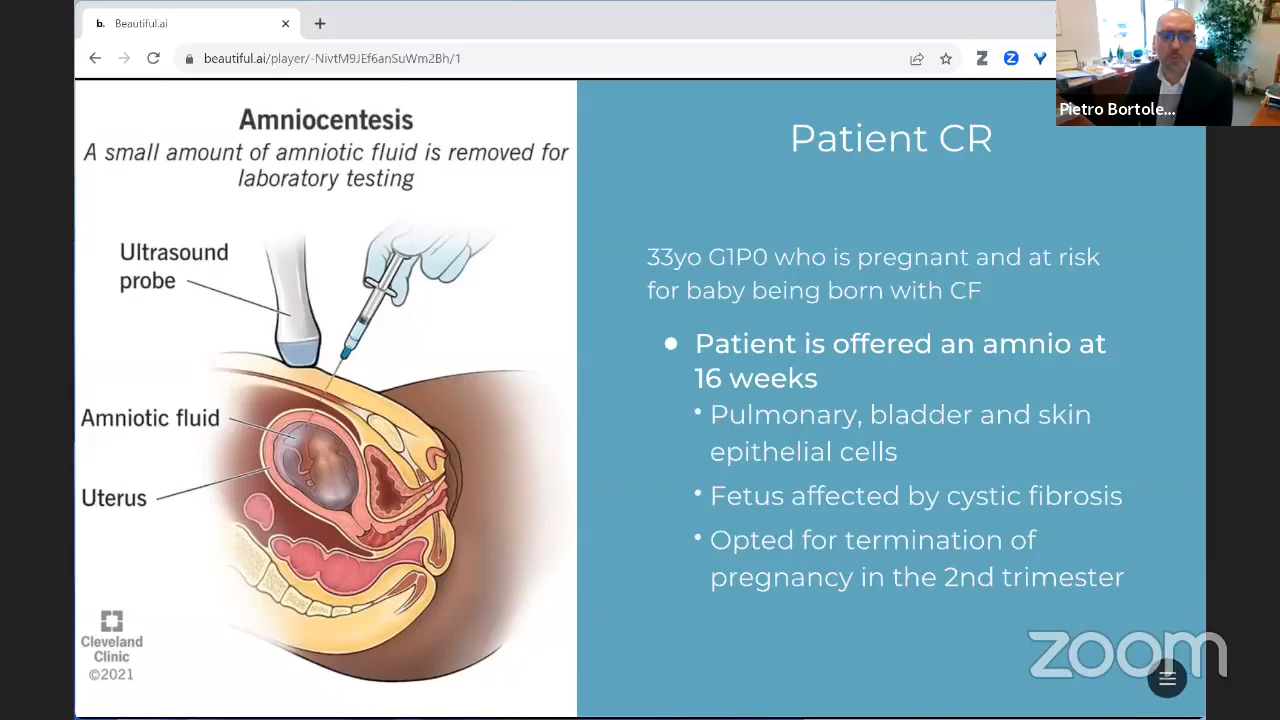 b. Beautiful.ai
beautiful.ai/player/-NivtM9JEf6anSuWrk2Bh/1
Pietro Bortole...
Amniocentesis
A small amount of amniotic fluid is removed for
laboratory testing
Ultrasound
probe
Amniotic fluid
Uterus
Cleveland
Clinic
©2021
Patient CR
33yo G1P0 who is pregnant and at risk
for baby being born with CF
Patient is offered an amnio at
16 weeks
Pulmonary, bladder and skin
epithelial cells
Fetus affected by cystic fibrosis
Opted for termination of
pregnancy in the 2nd trimester
zoom